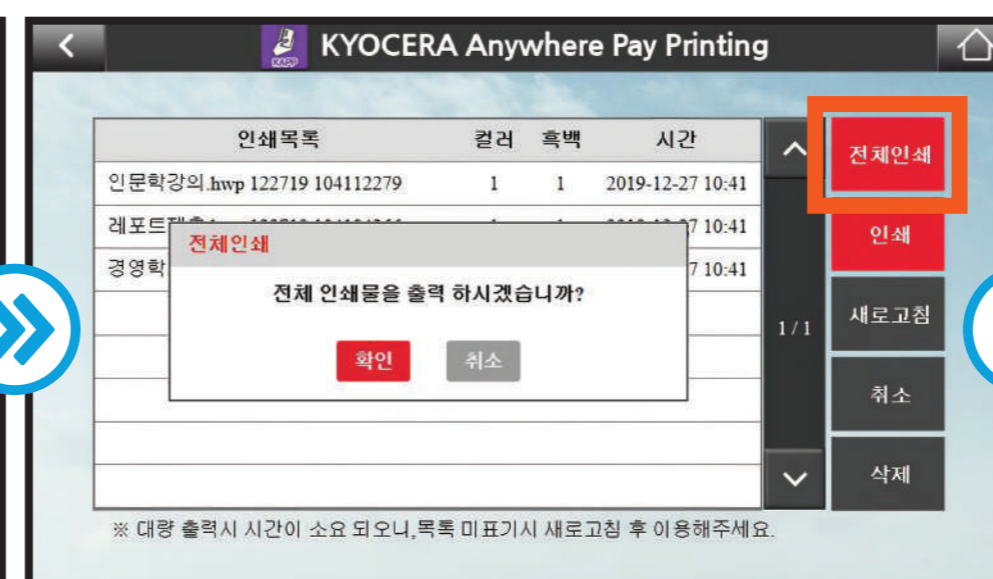 KYOCERA Anywhere Pay Printing
KAPP
인쇄목록 컬러 흑백 시간
전체인쇄
인문학강의.hwp 122719 104112279 1 1 2019-12-27 10:41
레포트 10:41
인쇄
경영학 7 10:41
전체인쇄
전체 인쇄물을 출력 하시겠습니까?
확인 취소
1 / 1
새로고침
취소
삭제
※ 대량 출력시 시간이 소요 되오니,목록 미표기시 새로고침 후 이용해주세요.